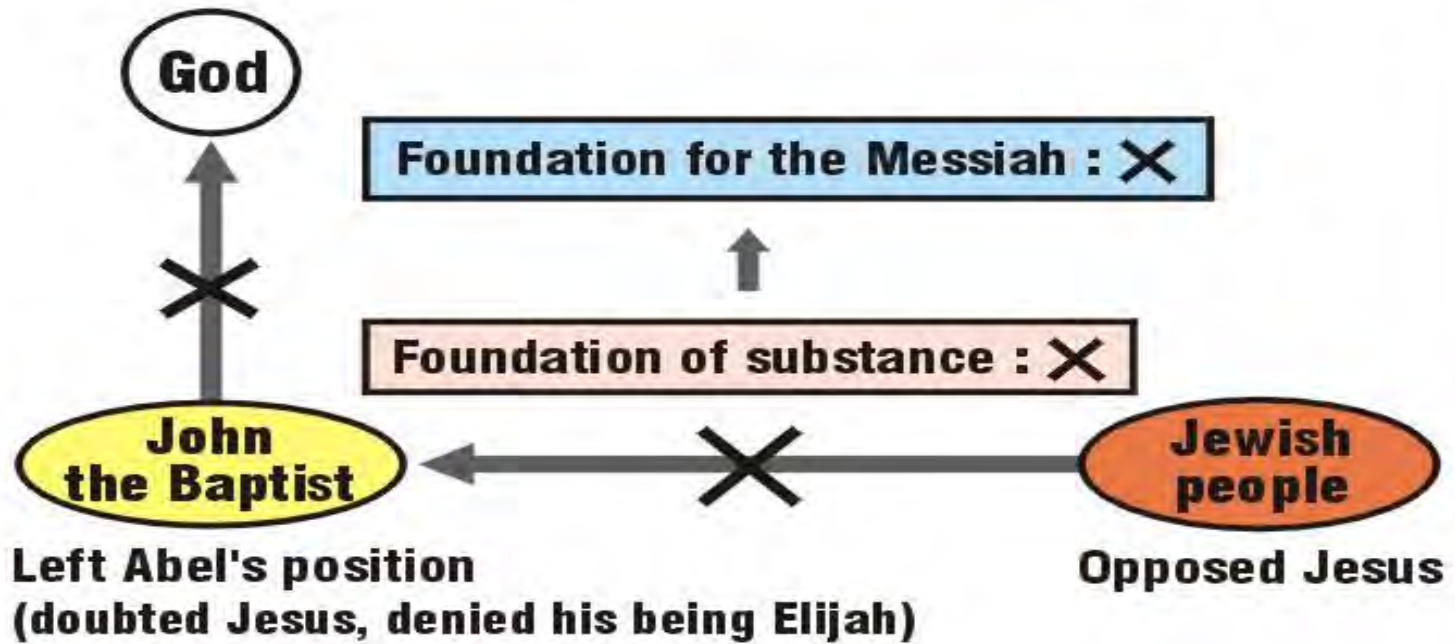 God
Foundation for the Messiah : ✕
Foundation of substance : ✕
John
the Baptist
Jewish
people
Left Abel's position
(doubted Jesus, denied his being Elijah)
Opposed Jesus